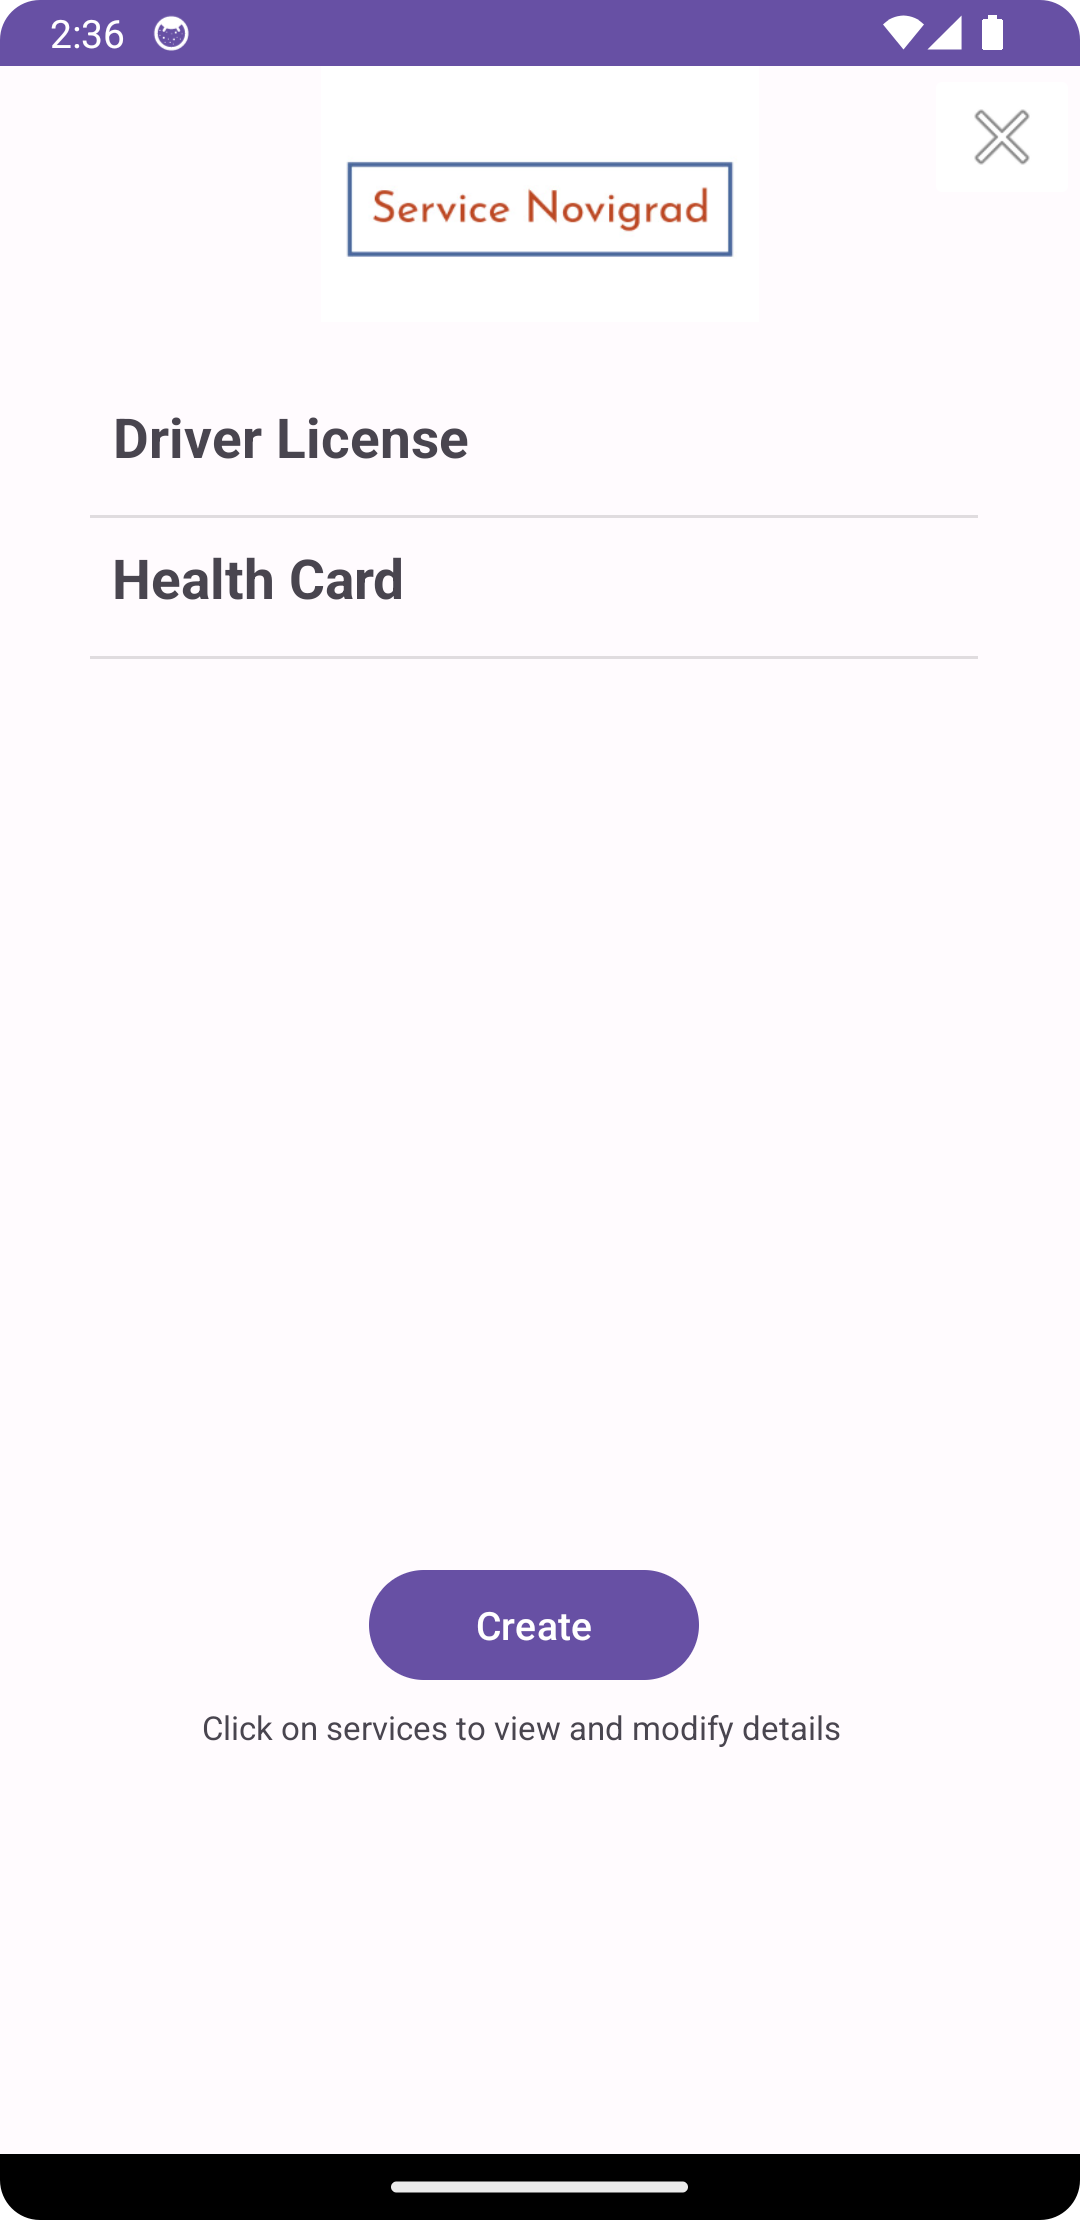 2:36
Service Novigrad
Driver License
Health Card
Create
Click on services to view and modify details